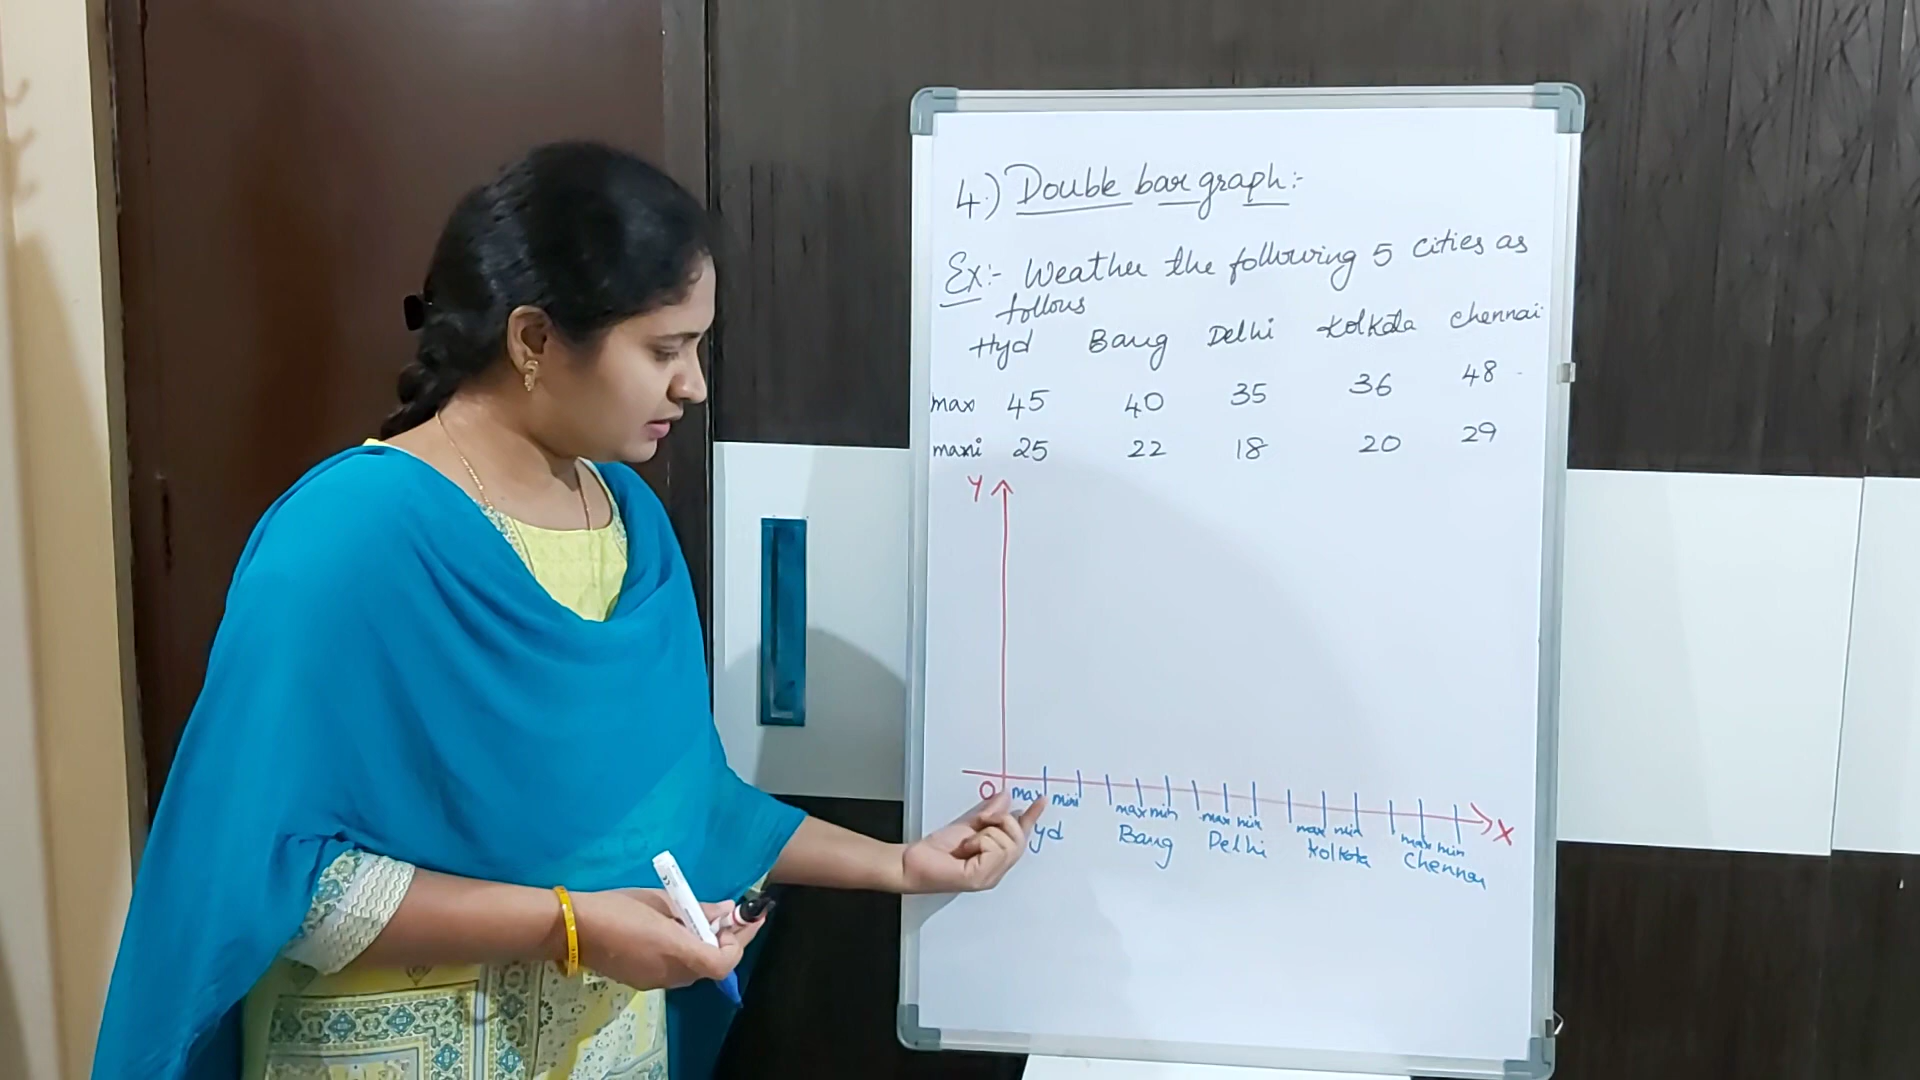 4.) Double bar graph:-
Ex:- Weather the following 5 cities as
follows
Hyd Bang Delhi Kolkata Chennai
max 45 40 35 36 48
mini 25 22 18 20 29
Y
O max mini max min max min max min max min X
yd Bang Delhi Kolkata Chennai